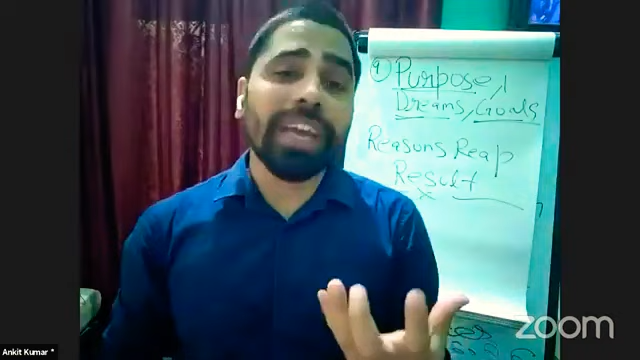 ① Purpose,
Dreams, Goals
Reasons Reap
Result
zoom
Ankit Kumar